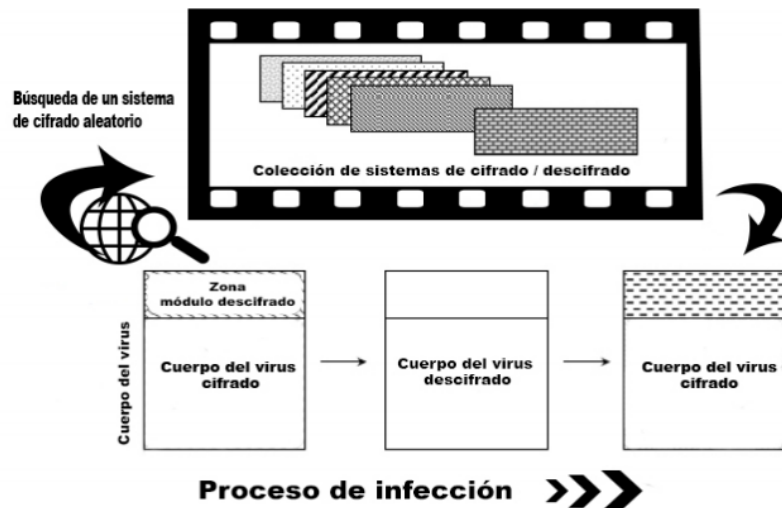 Búsqueda de un sistema
de cifrado aleatorio
Colección de sistemas de cifrado / descifrado
Zona
módulo descifrado
Cuerpo del virus
Cuerpo del virus
cifrado
Cuerpo del virus
descifrado
Cuerpo del virus
cifrado
Proceso de infección